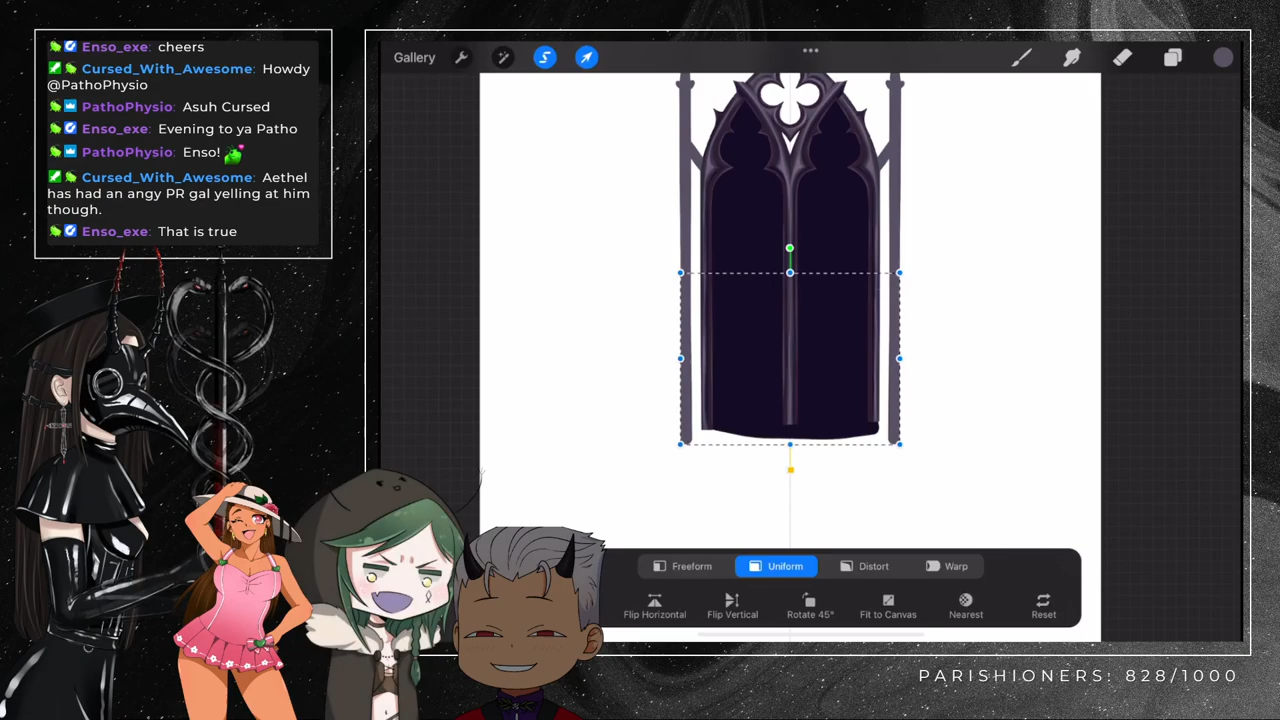 Enso_exe: cheers
Cursed_With_Awesome: Howdy
@PathoPhysio
PathoPhysio: Asuh Cursed
Enso_exe: Evening to ya Patho
PathoPhysio: Enso!
Cursed_With_Awesome: Aethel
has had an angy PR gal yelling at him
though.
Enso_exe: That is true
Gallery
Freeform Uniform Distort Warp
Flip Horizontal Flip Vertical Rotate 45° Fit to Canvas Nearest Reset
PARISHIONERS: 828/1000